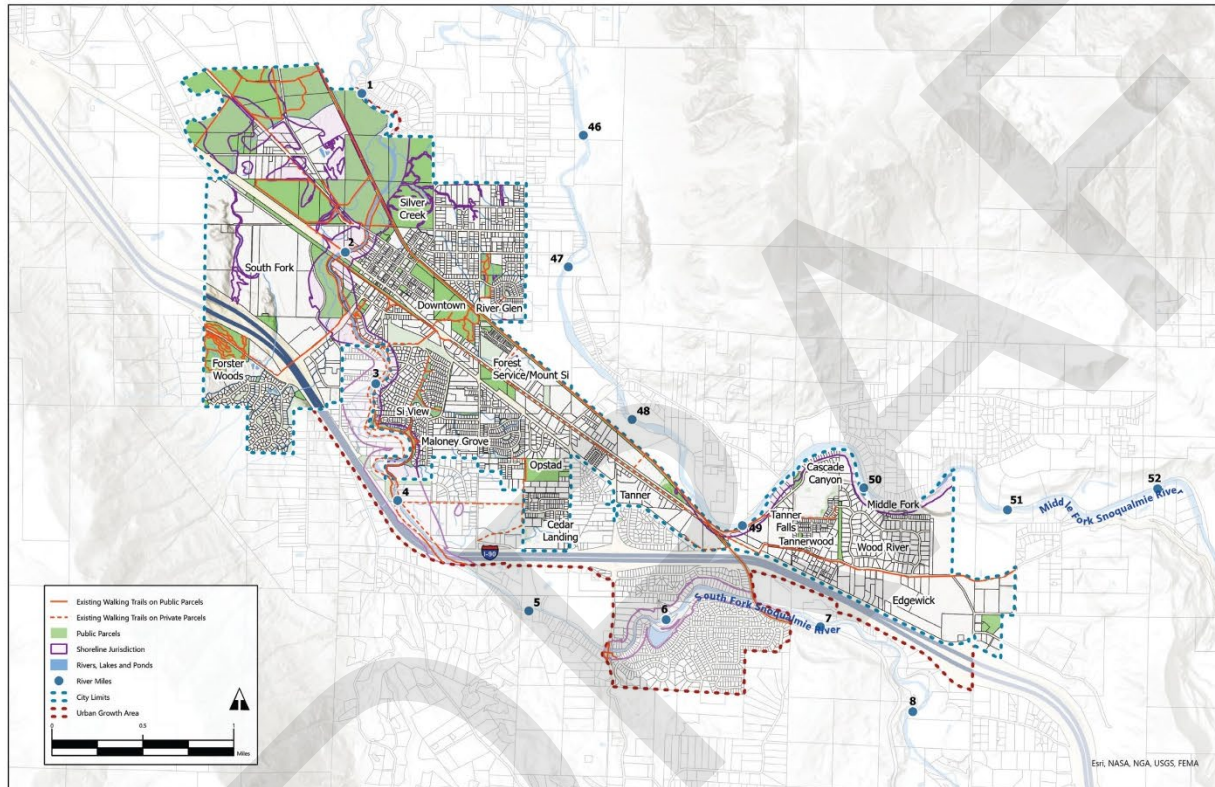 1
46
Silver
Creek
2
47
South Fork
Downtown
River Glen
Forster
Woods
Forest
Service/Mount Si
3
Si View
48
Maloney Grove
Opstad
Cascade
Canyon
50
52
4
Tanner
Middle Fork
51
Middle Fork Snoqualmie River
Cedar
Landing
49
Tanner
Falls
Tannerwood
Wood River
I-90
Edgewick
5
6
South Fork Snoqualmie River
7
8
Existing Walking Trails on Public Parcels
Existing Walking Trails on Private Parcels
Public Parcels
Shoreline Jurisdiction
Rivers, Lakes and Ponds
River Miles
City Limits
Urban Growth Area
0 0.5 1
Miles
Esri, NASA, NGA, USGS, FEMA
DRAFT